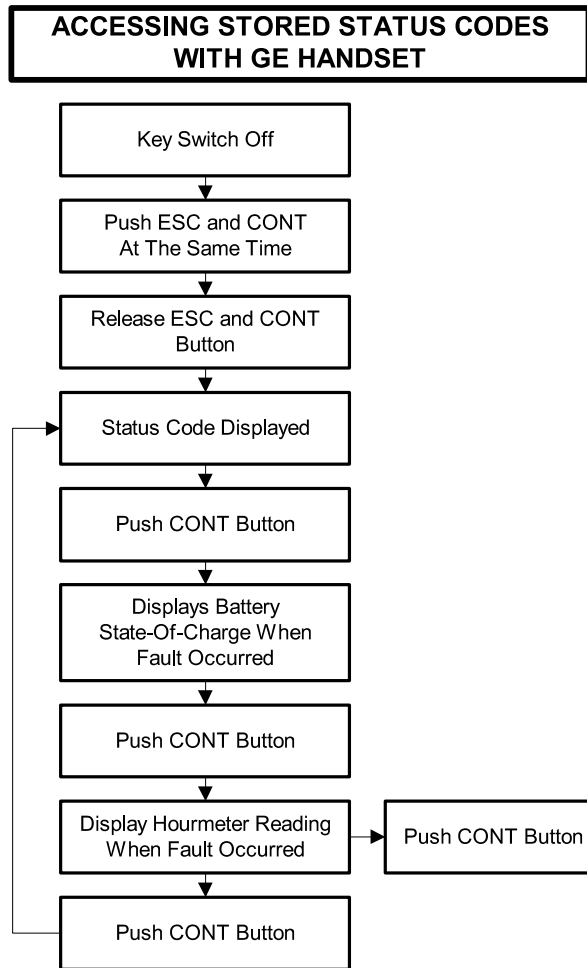 ACCESSING STORED STATUS CODES
WITH GE HANDSET
Key Switch Off
Push ESC and CONT
At The Same Time
Release ESC and CONT
Button
Status Code Displayed
Push CONT Button
Displays Battery
State-Of-Charge When
Fault Occurred
Push CONT Button
Display Hourmeter Reading
When Fault Occurred
Push CONT Button
Push CONT Button